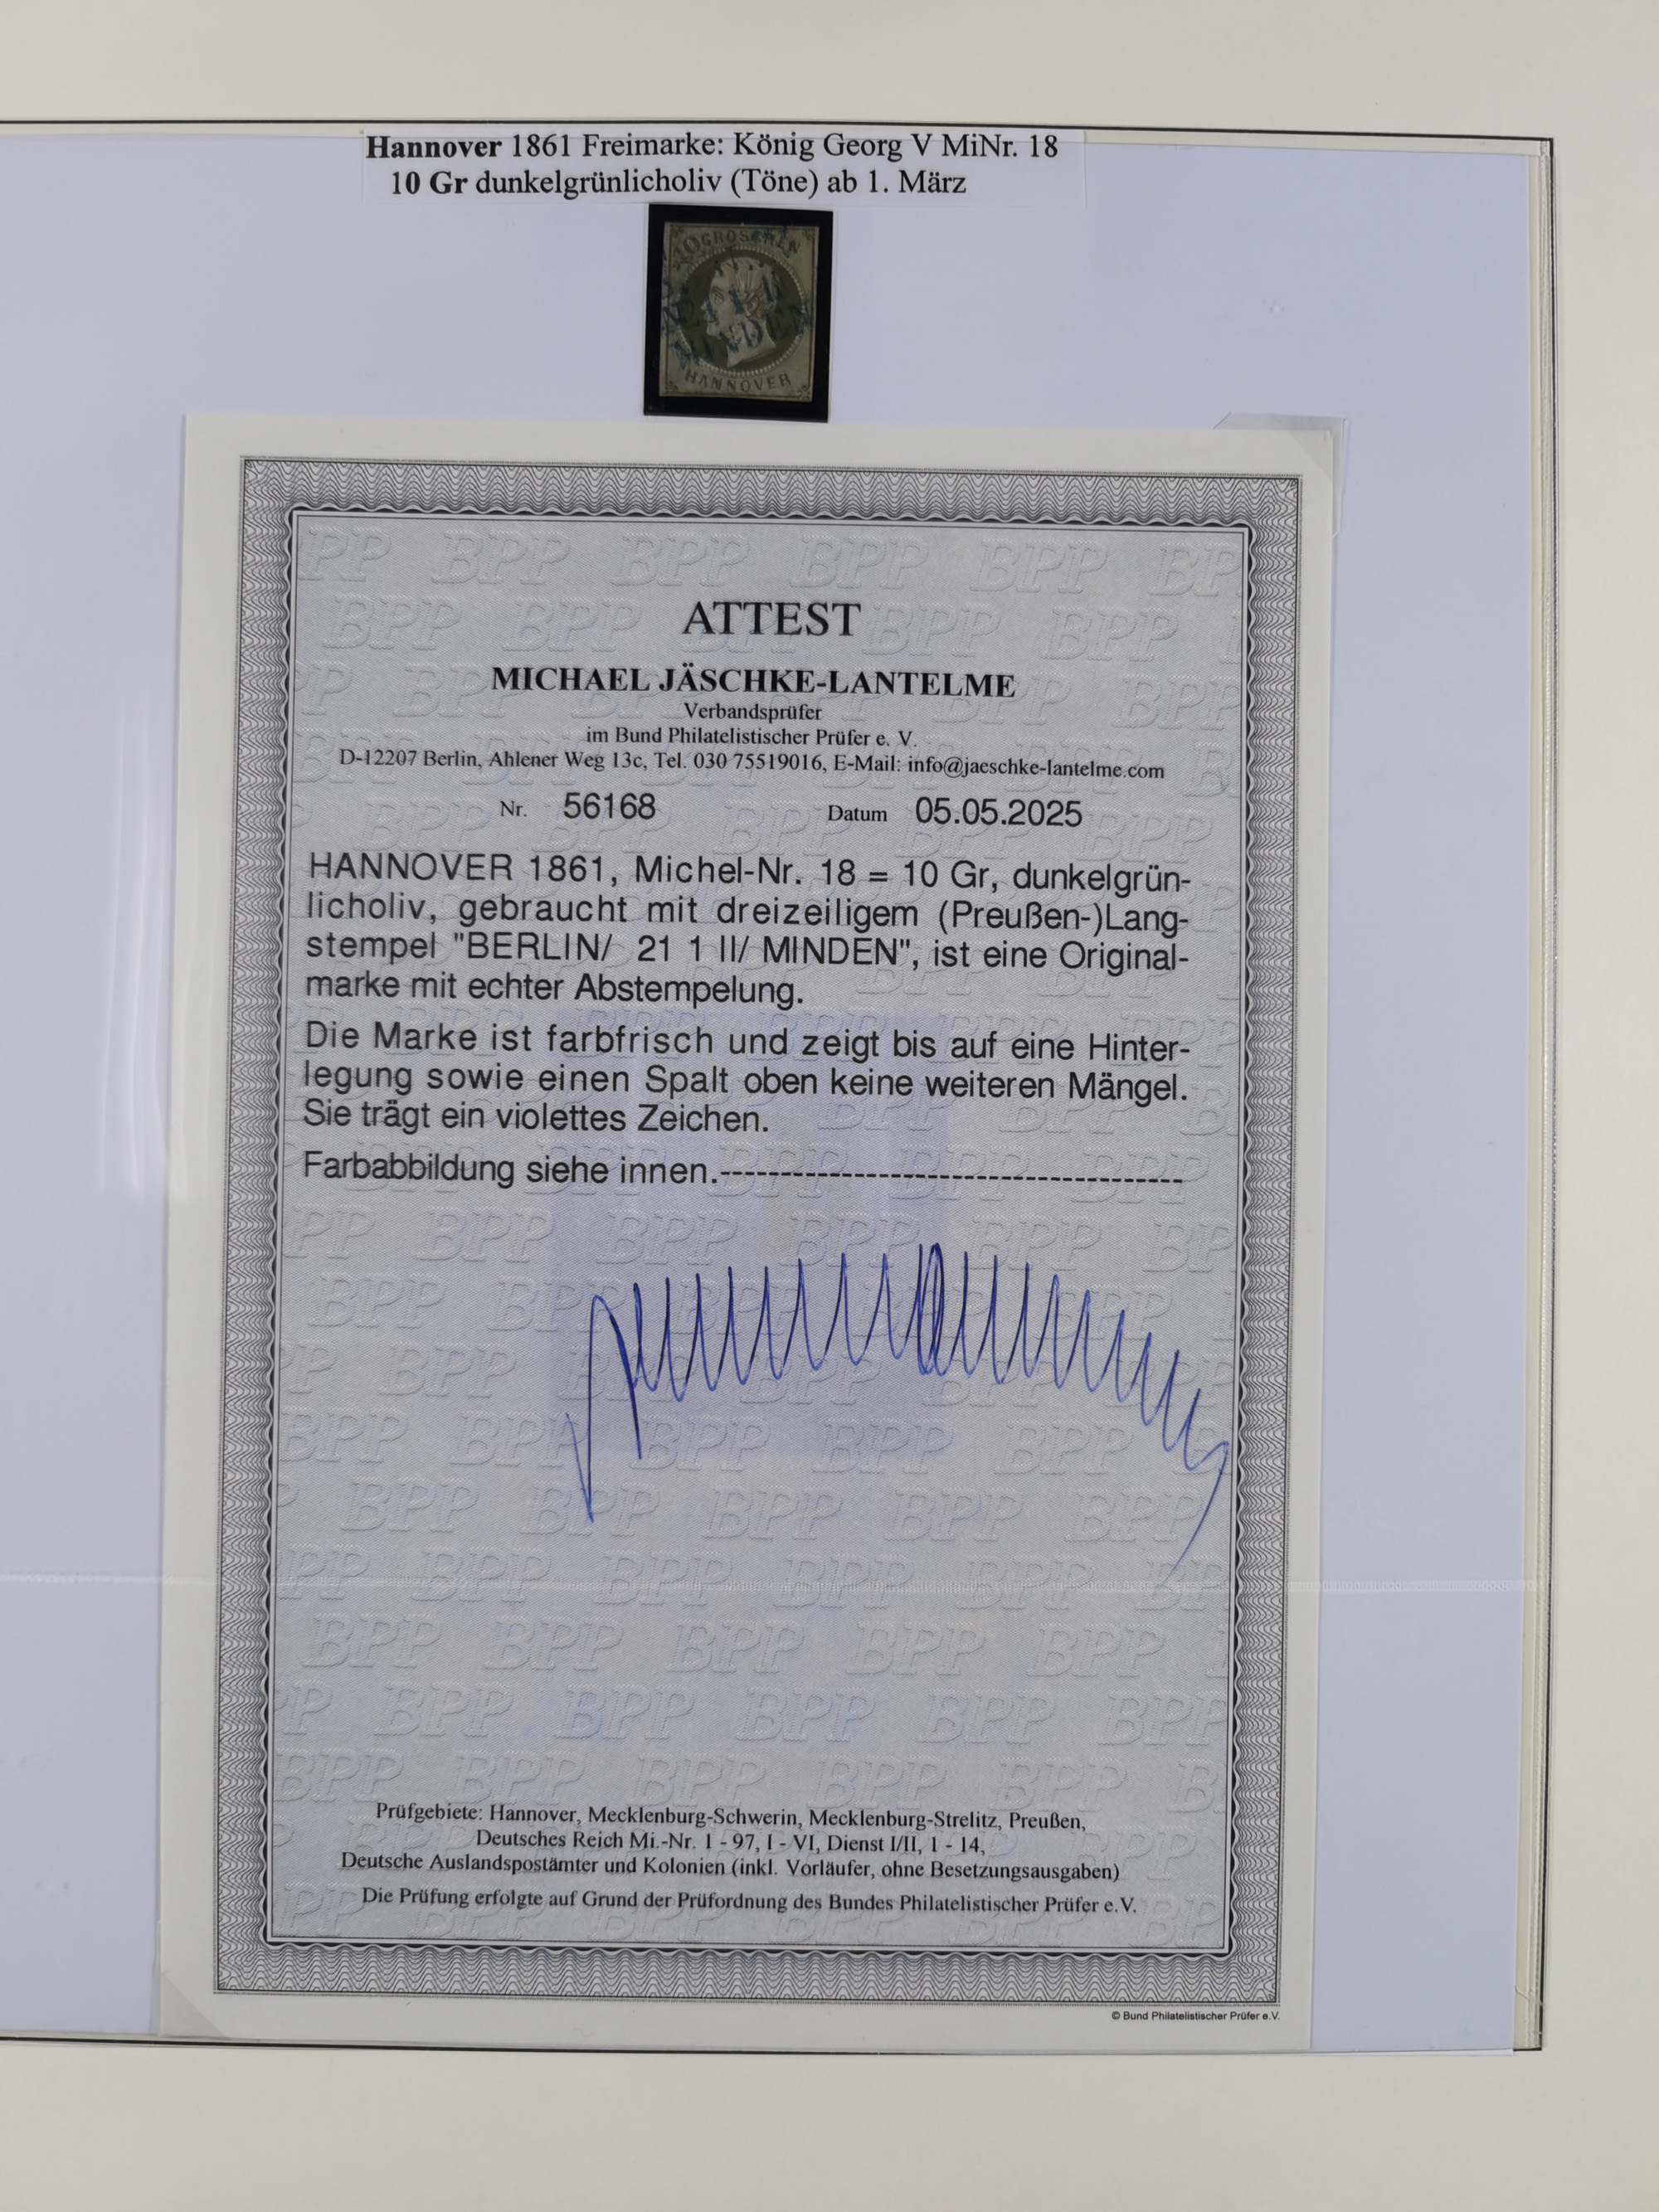 Hannover 1861 Freimarke: König Georg V MiNr. 18
10 Gr dunkelgrünlicholiv (Töne) ab 1. März
10 GROSCHEN
21 1 II
MINDEN
HANNOVER
ATTEST
MICHAEL JÄSCHKE-LANTELME
Verbandsprüfer
im Bund Philatelistischer Prüfer e. V.
D-12207 Berlin, Ahlener Weg 13c, Tel. 030 75519016, E-Mail: info@jaeschke-lantelme.com
Nr. 56168 Datum 05.05.2025
HANNOVER 1861, Michel-Nr. 18 = 10 Gr, dunkelgrün-
licholiv, gebraucht mit dreizeiligem (Preußen-)Lang-
stempel "BERLIN/ 21 1 II/ MINDEN", ist eine Original-
marke mit echter Abstempelung.
Die Marke ist farbfrisch und zeigt bis auf eine Hinter-
legung sowie einen Spalt oben keine weiteren Mängel.
Sie trägt ein violettes Zeichen.
Farbabbildung siehe innen.--------------------------------------
Prüfgebiete: Hannover, Mecklenburg-Schwerin, Mecklenburg-Strelitz, Preußen,
Deutsches Reich Mi.-Nr. 1 - 97, I - VI, Dienst I/II, 1 - 14,
Deutsche Auslandspostämter und Kolonien (inkl. Vorläufer, ohne Besetzungsausgaben)
Die Prüfung erfolgte auf Grund der Prüfordnung des Bundes Philatelistischer Prüfer e.V.
© Bund Philatelistischer Prüfer e.V.